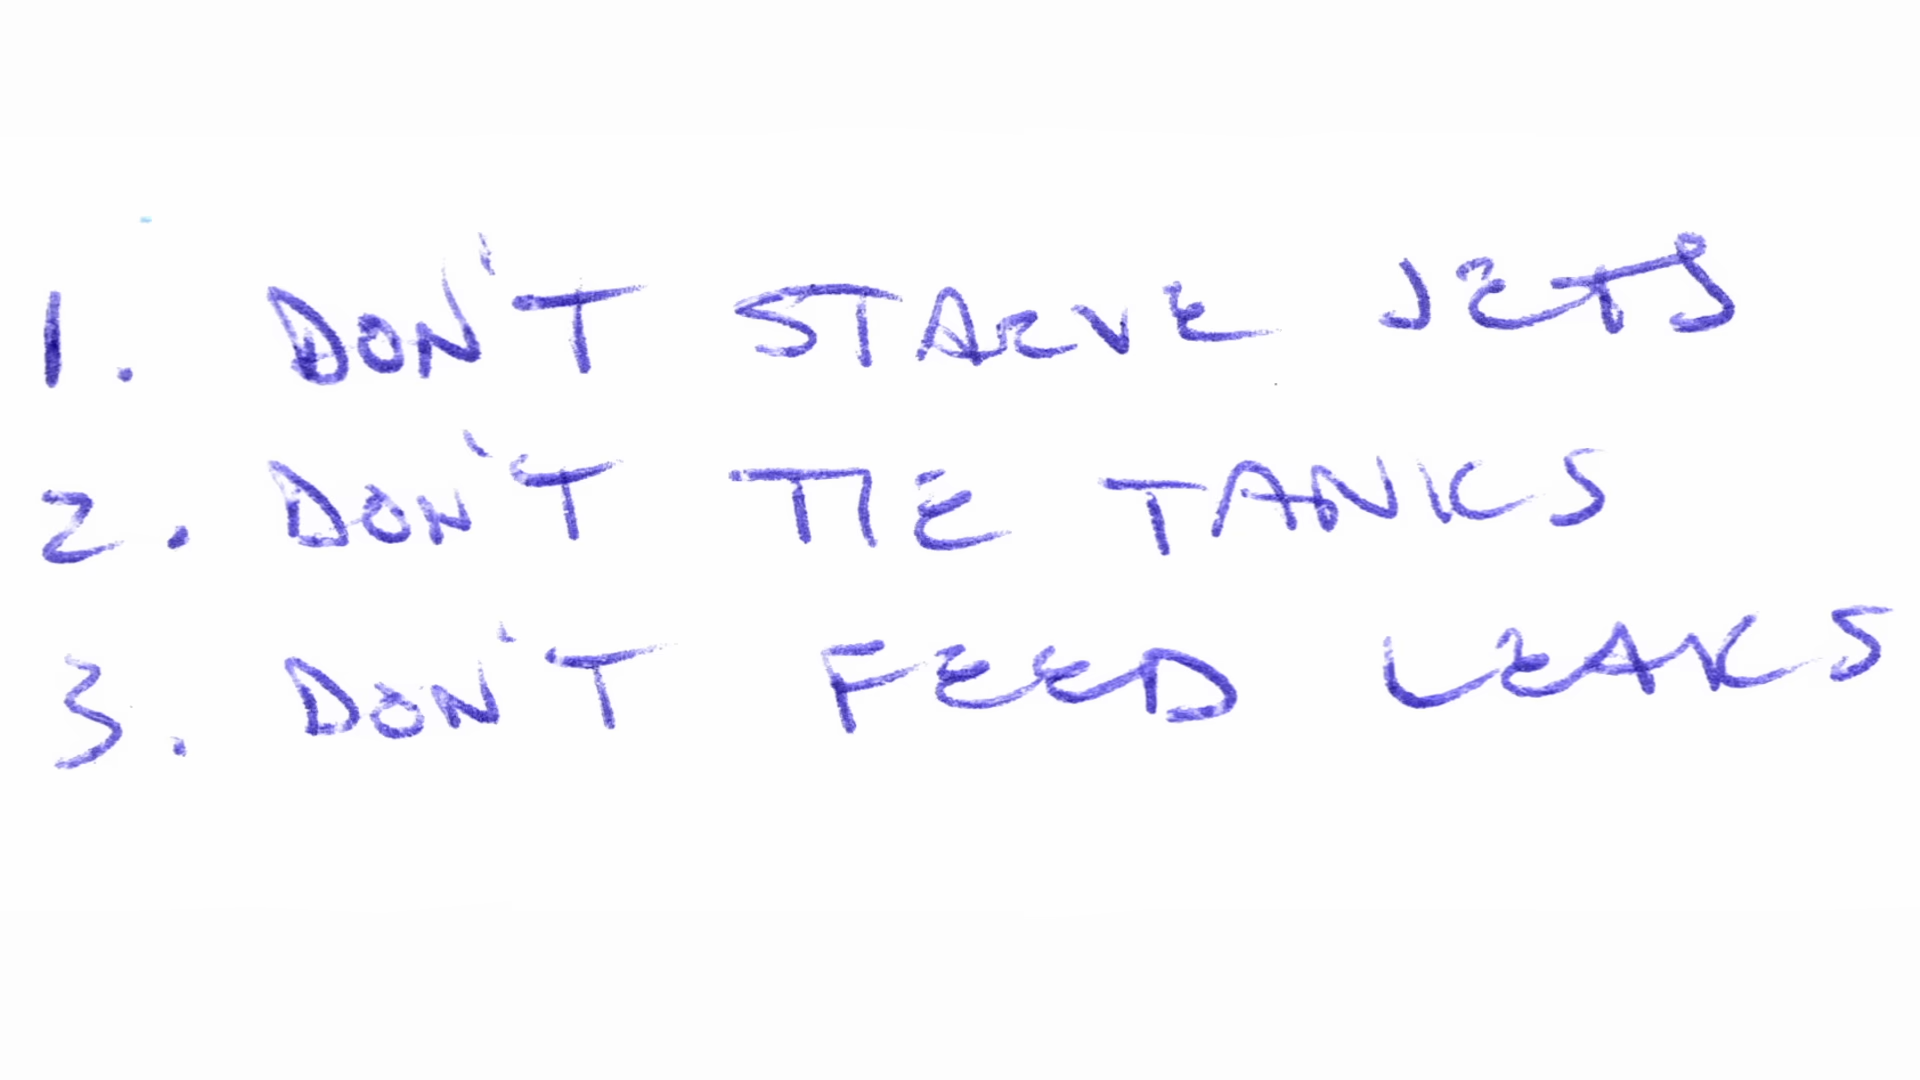 1. DON'T STARVE JETS
2. DON'T TIE TANKS
3. DON'T FEED LEAKS